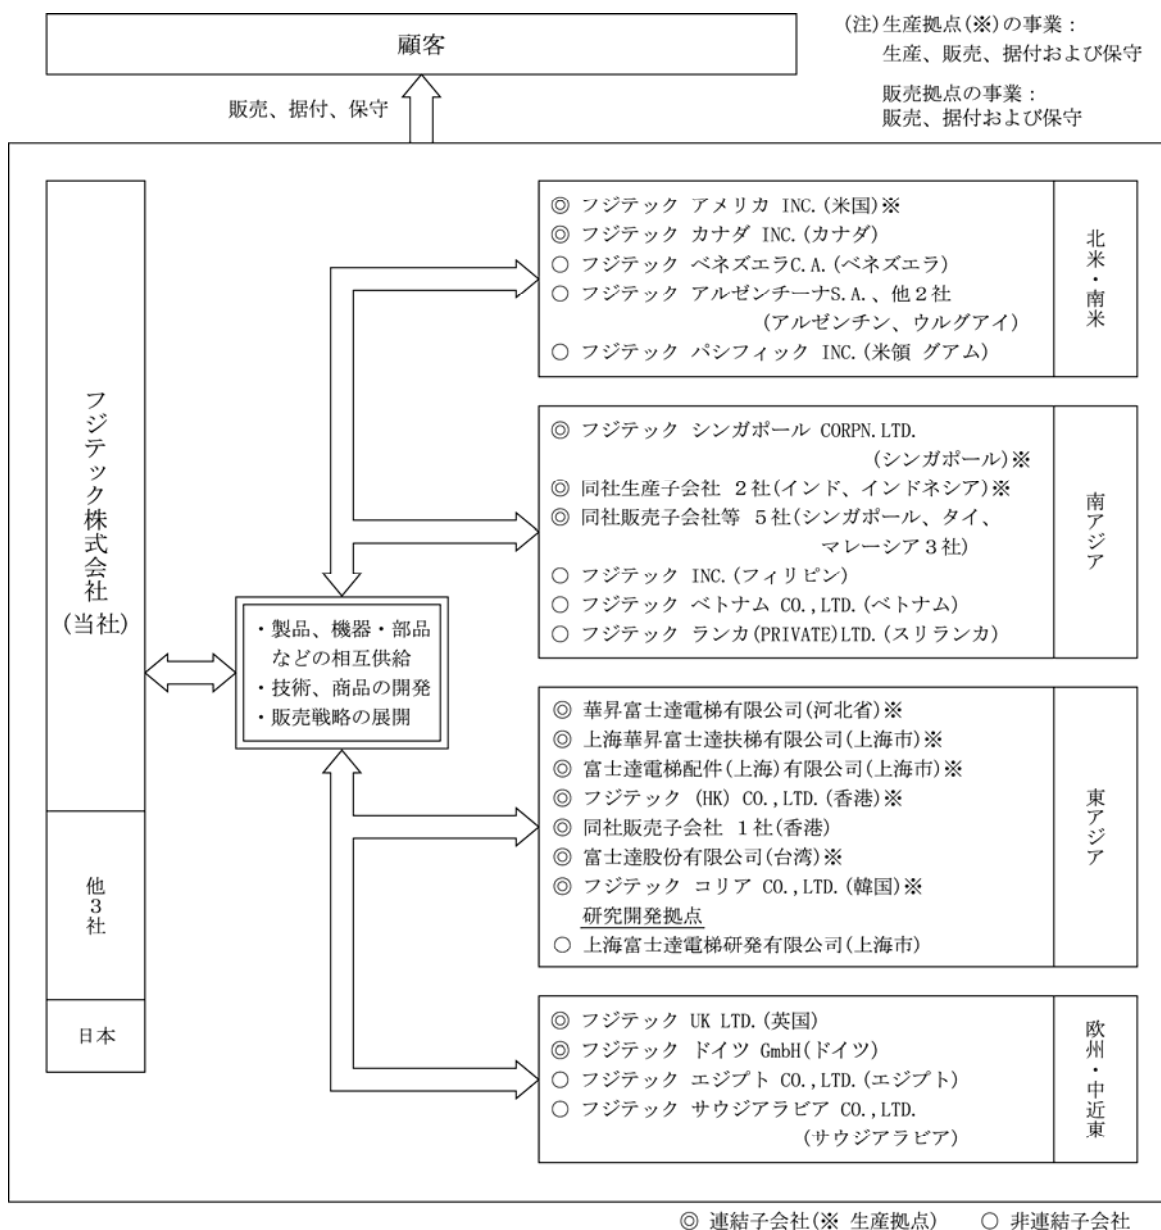 顧客
(注)生産拠点(※)の事業：
生産、販売、据付および保守
販売拠点の事業：
販売、据付および保守
販売、据付、保守
フジテック株式会社
(当社)
他３社
日本
・製品、機器・部品
などの相互供給
・技術、商品の開発
・販売戦略の展開
◎ フジテック アメリカ INC.(米国)※
◎ フジテック カナダ INC.(カナダ)
○ フジテック ベネズエラC.A.(ベネズエラ)
○ フジテック アルゼンチーナS.A.、他２社
(アルゼンチン、ウルグアイ)
○ フジテック パシフィック INC.(米領 グアム)
北米・南米
◎ フジテック シンガポール CORPN.LTD.
(シンガポール)※
◎ 同社生産子会社 ２社(インド、インドネシア)※
◎ 同社販売子会社等 ５社(シンガポール、タイ、
マレーシア３社)
○ フジテック INC.(フィリピン)
○ フジテック ベトナム CO.,LTD.(ベトナム)
○ フジテック ランカ(PRIVATE)LTD.(スリランカ)
南アジア
◎ 華昇富士達電梯有限公司(河北省)※
◎ 上海華昇富士達扶梯有限公司(上海市)※
◎ 富士達電梯配件(上海)有限公司(上海市)※
◎ フジテック (HK) CO.,LTD.(香港)※
◎ 同社販売子会社 １社(香港)
◎ 富士達股份有限公司(台湾)※
◎ フジテック コリア CO.,LTD.(韓国)※
研究開発拠点
○ 上海富士達電梯研発有限公司(上海市)
東アジア
◎ フジテック UK LTD.(英国)
◎ フジテック ドイツ GmbH(ドイツ)
○ フジテック エジプト CO.,LTD.(エジプト)
○ フジテック サウジアラビア CO.,LTD.
(サウジアラビア)
欧州・中近東
◎ 連結子会社(※ 生産拠点)　○ 非連結子会社